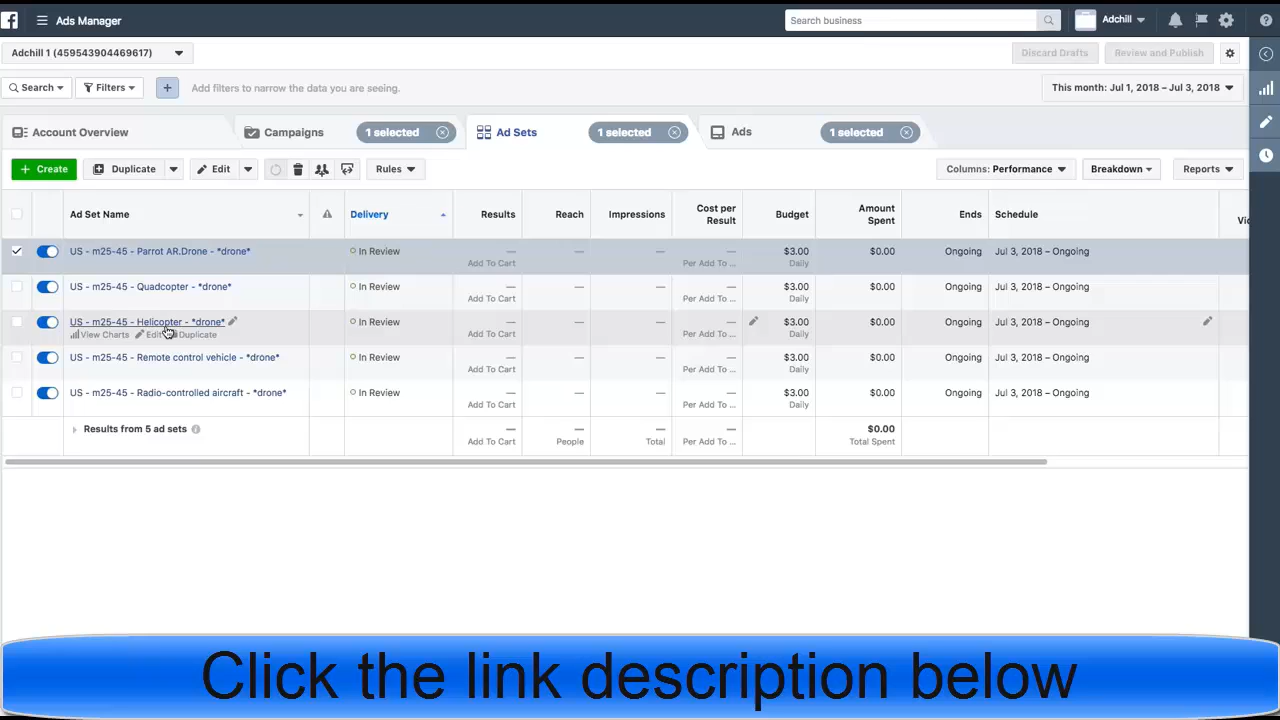 Ads Manager
Search business
Adchill
Adchill 1 (459543904469617)
Discard Drafts
Review and Publish
Search
Filters
Add filters to narrow the data you are seeing.
This month: Jul 1, 2018 – Jul 3, 2018
Account Overview
Campaigns
1 selected
Ad Sets
1 selected
Ads
1 selected
+ Create
Duplicate
Edit
Rules
Columns: Performance
Breakdown
Reports
Ad Set Name Delivery Results Reach Impressions Cost per Result Budget Amount Spent Ends Schedule
US - m25-45 - Parrot AR.Drone - *drone* In Review — — — — $3.00 $0.00 Ongoing Jul 3, 2018 – Ongoing
Add To Cart Per Add To ... Daily
US - m25-45 - Quadcopter - *drone* In Review — — — — $3.00 $0.00 Ongoing Jul 3, 2018 – Ongoing
Add To Cart Per Add To ... Daily
US - m25-45 - Helicopter - *drone* In Review — — — — $3.00 $0.00 Ongoing Jul 3, 2018 – Ongoing
View Charts Edit Duplicate Add To Cart Per Add To ... Daily
US - m25-45 - Remote control vehicle - *drone* In Review — — — — $3.00 $0.00 Ongoing Jul 3, 2018 – Ongoing
Add To Cart Per Add To ... Daily
US - m25-45 - Radio-controlled aircraft - *drone* In Review — — — — $3.00 $0.00 Ongoing Jul 3, 2018 – Ongoing
Add To Cart Per Add To ... Daily
Results from 5 ad sets — — — — $0.00
Add To Cart People Total Per Add To ... Total Spent
Click the link description below